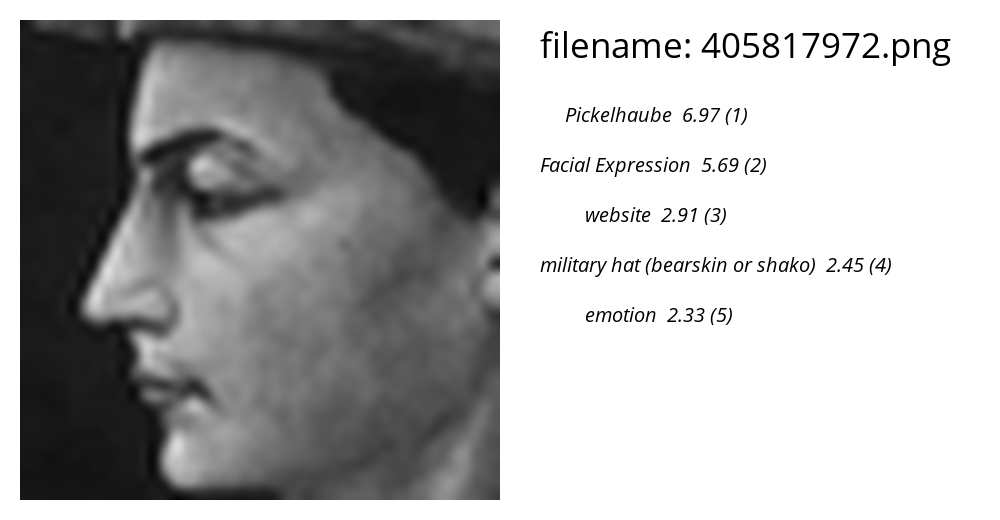 filename: 405817972.png
Pickelhaube 6.97 (1)
Facial Expression 5.69 (2)
website 2.91 (3)
military hat (bearskin or shako) 2.45 (4)
emotion 2.33 (5)